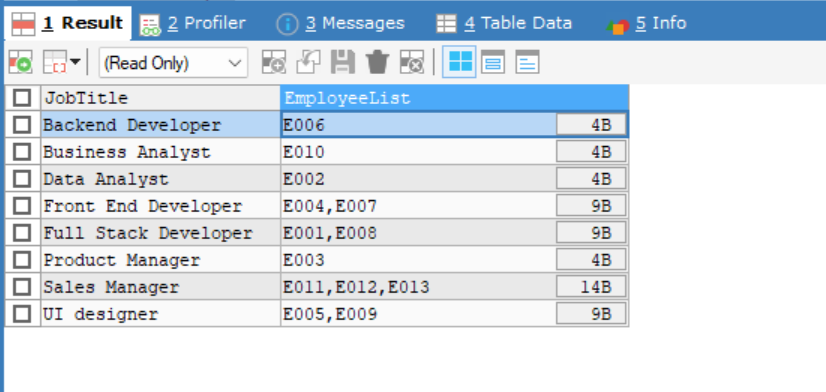 1 Result 2 Profiler 3 Messages 4 Table Data 5 Info
(Read Only)
JobTitle EmployeeList
Backend Developer E006 4B
Business Analyst E010 4B
Data Analyst E002 4B
Front End Developer E004,E007 9B
Full Stack Developer E001,E008 9B
Product Manager E003 4B
Sales Manager E011,E012,E013 14B
UI designer E005,E009 9B